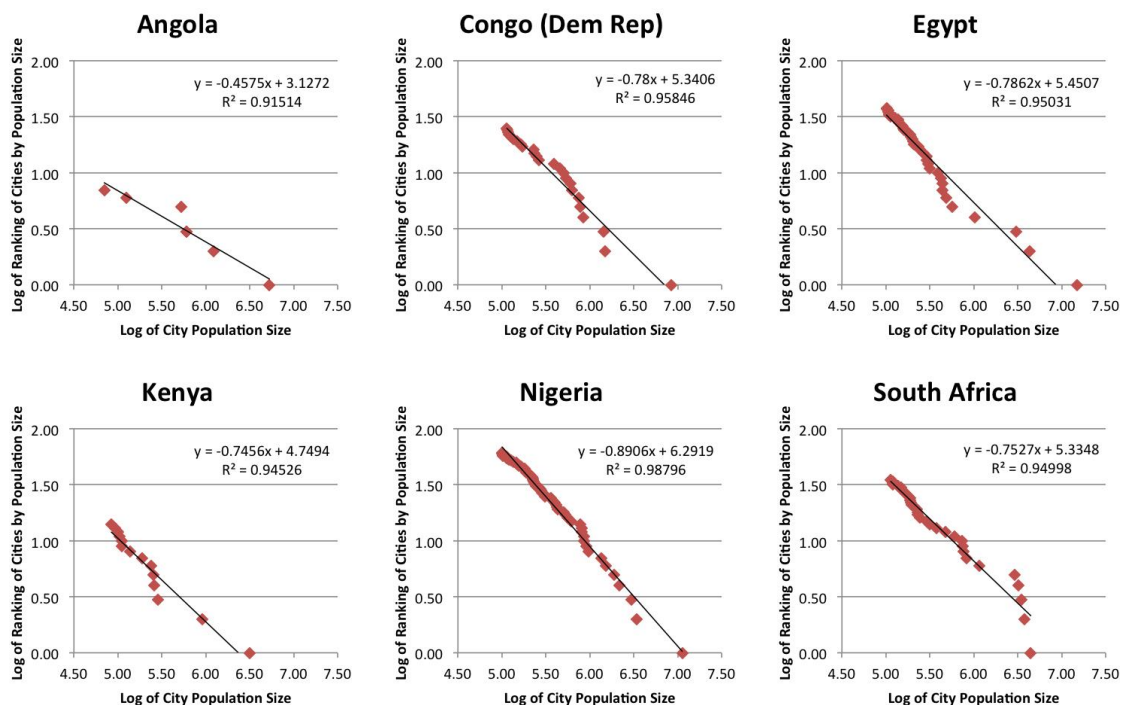 Angola
Log of Ranking of Cities by Population Size
2.00
1.50
1.00
0.50
0.00
y = -0.4575x + 3.1272
R² = 0.91514
4.50 5.00 5.50 6.00 6.50 7.00 7.50
Log of City Population Size
Congo (Dem Rep)
Log of Ranking of Cities by Population Size
2.00
1.50
1.00
0.50
0.00
y = -0.78x + 5.3406
R² = 0.95846
4.50 5.00 5.50 6.00 6.50 7.00 7.50
Log of City Population Size
Egypt
Log of Ranking of Cities by Population Size
2.00
1.50
1.00
0.50
0.00
y = -0.7862x + 5.4507
R² = 0.95031
4.50 5.00 5.50 6.00 6.50 7.00 7.50
Log of City Population Size
Kenya
Log of Ranking of Cities by Population Size
2.00
1.50
1.00
0.50
0.00
y = -0.7456x + 4.7494
R² = 0.94526
4.50 5.00 5.50 6.00 6.50 7.00 7.50
Log of City Population Size
Nigeria
Log of Ranking of Cities by Population Size
2.00
1.50
1.00
0.50
0.00
y = -0.8906x + 6.2919
R² = 0.98796
4.50 5.00 5.50 6.00 6.50 7.00 7.50
Log of City Population Size
South Africa
Log of Ranking of Cities by Population Size
2.00
1.50
1.00
0.50
0.00
y = -0.7527x + 5.3348
R² = 0.94998
4.50 5.00 5.50 6.00 6.50 7.00 7.50
Log of City Population Size